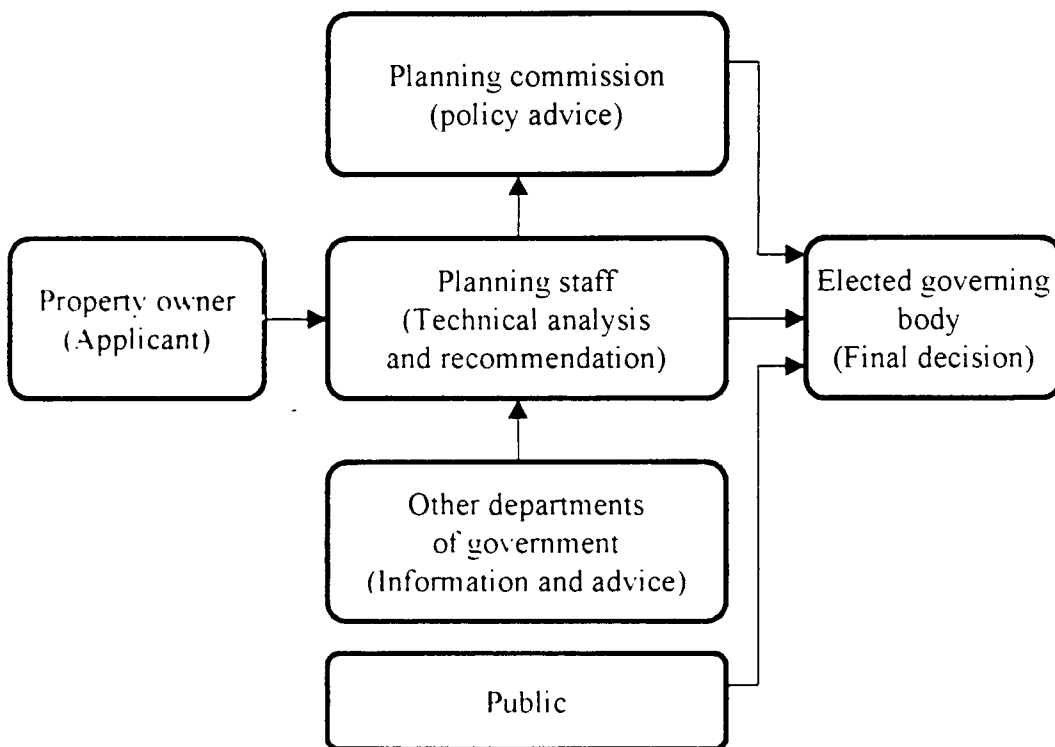 Planning commission
(policy advice)
Property owner
(Applicant)
Planning staff
(Technical analysis
and recommendation)
Elected governing
body
(Final decision)
Other departments
of government
(Information and advice)
Public